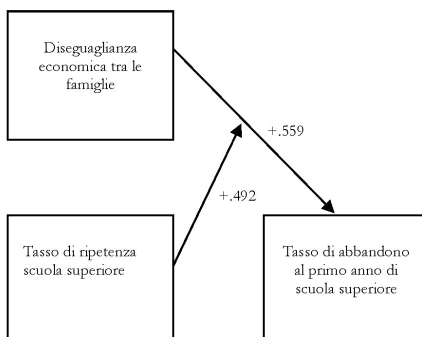 Diseguaglianza
economica tra le
famiglie
+.559
+.492
Tasso di ripetenza
scuola superiore
Tasso di abbandono
al primo anno di
scuola superiore